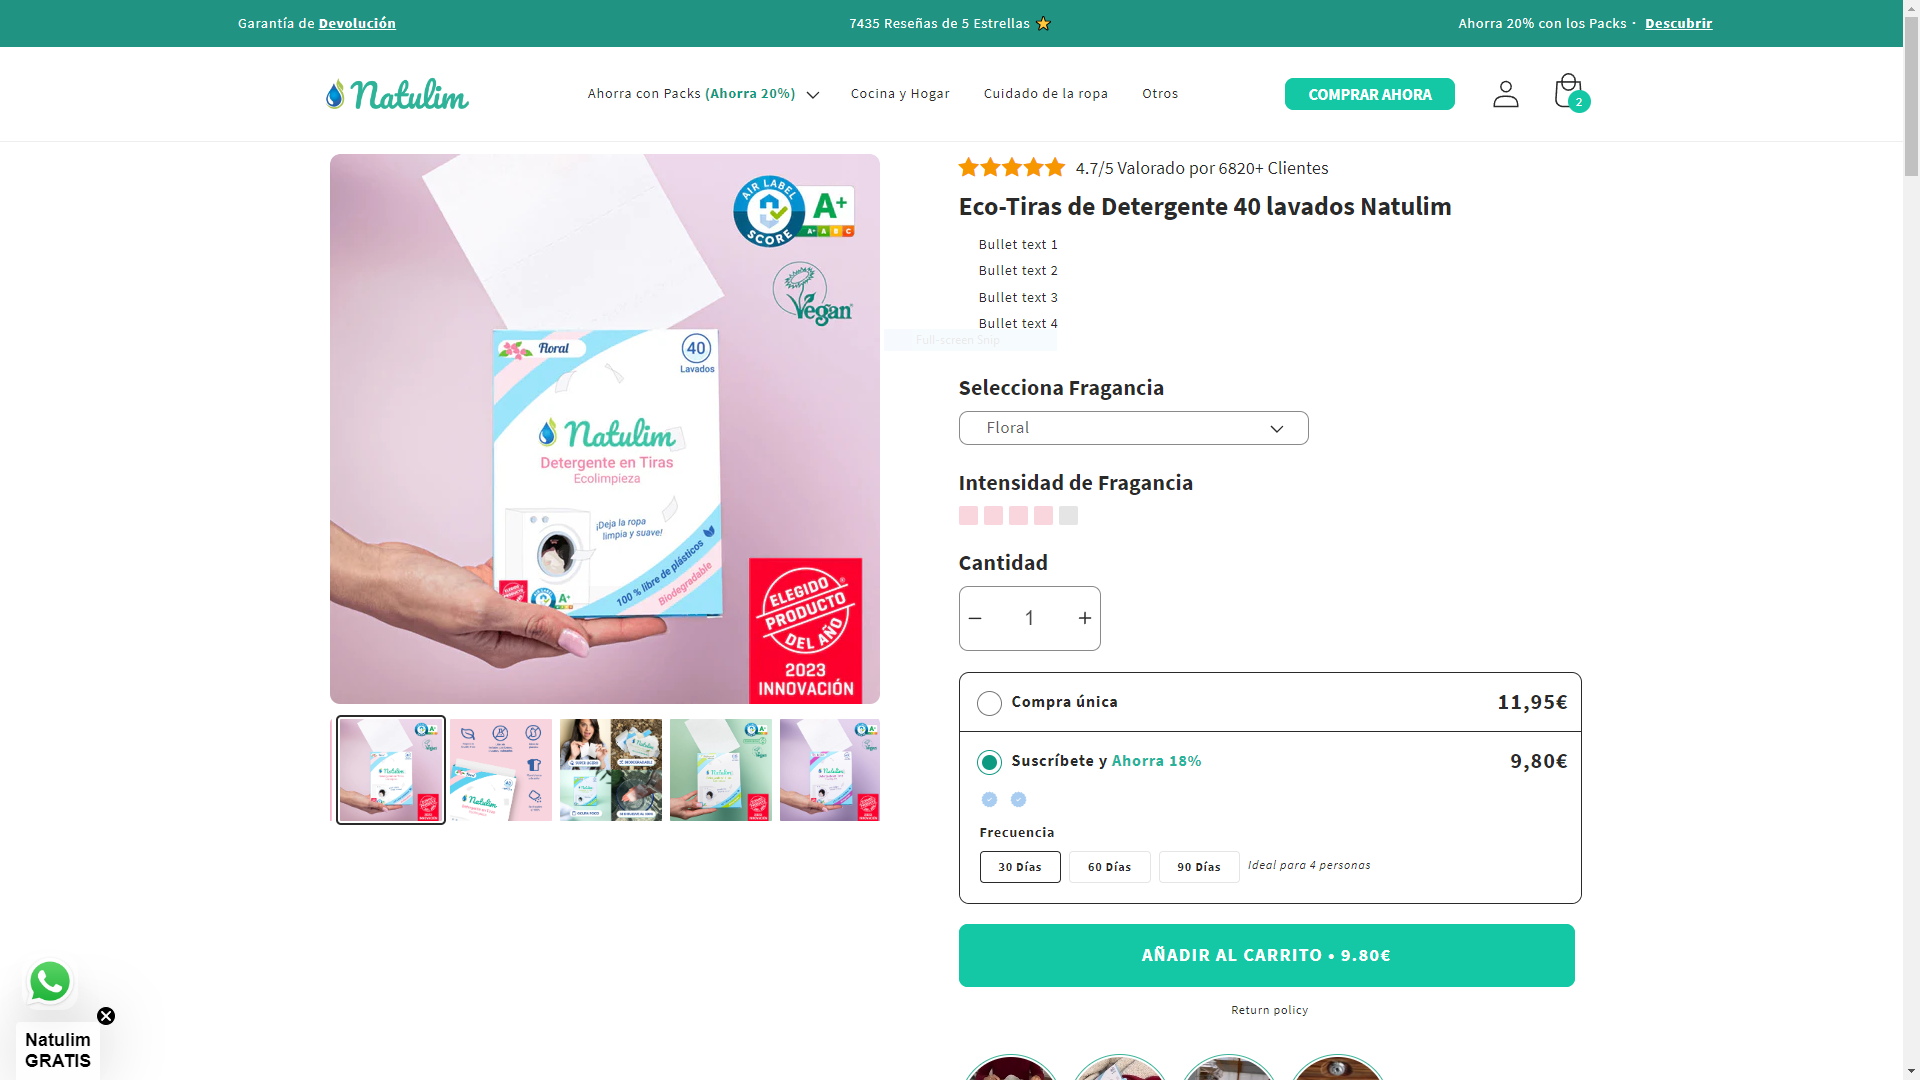 Garantía de Devolución
7435 Reseñas de 5 Estrellas
Ahorra 20% con los Packs · Descubrir
Natulim
Ahorra con Packs (Ahorra 20%)
Cocina y Hogar
Cuidado de la ropa
Otros
COMPRAR AHORA
2
AIR LABEL
SCORE
A+
A+ A B C
Vegan
Floral
40
Lavados
Natulim
Detergente en Tiras
Ecolimpieza
¡Deja la ropa
limpia y suave!
100 % libre de plásticos
Biodegradable
ELEGIDO
PRODUCTO
DEL AÑO
2023
INNOVACIÓN
4.7/5 Valorado por 6820+ Clientes
Eco-Tiras de Detergente 40 lavados Natulim
Bullet text 1
Bullet text 2
Bullet text 3
Bullet text 4
Full-screen Snip
Selecciona Fragancia
Floral
Intensidad de Fragancia
Cantidad
− 1 +
Compra única
11,95€
Suscríbete y Ahorra 18%
9,80€
Frecuencia
30 Días
60 Días
90 Días
Ideal para 4 personas
AÑADIR AL CARRITO • 9.80€
Return policy
Natulim
GRATIS